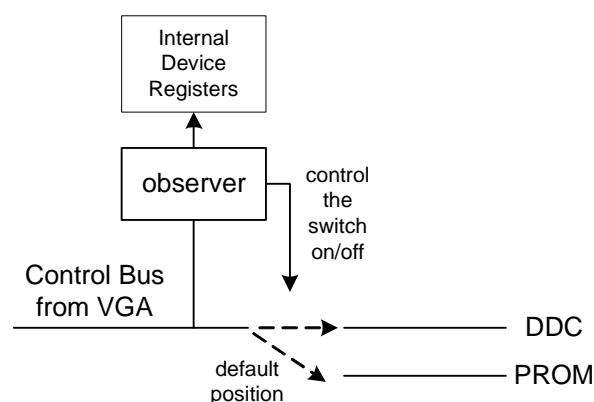 Internal
Device
Registers
observer
control
the
switch
on/off
Control Bus
from VGA
DDC
default
position
PROM